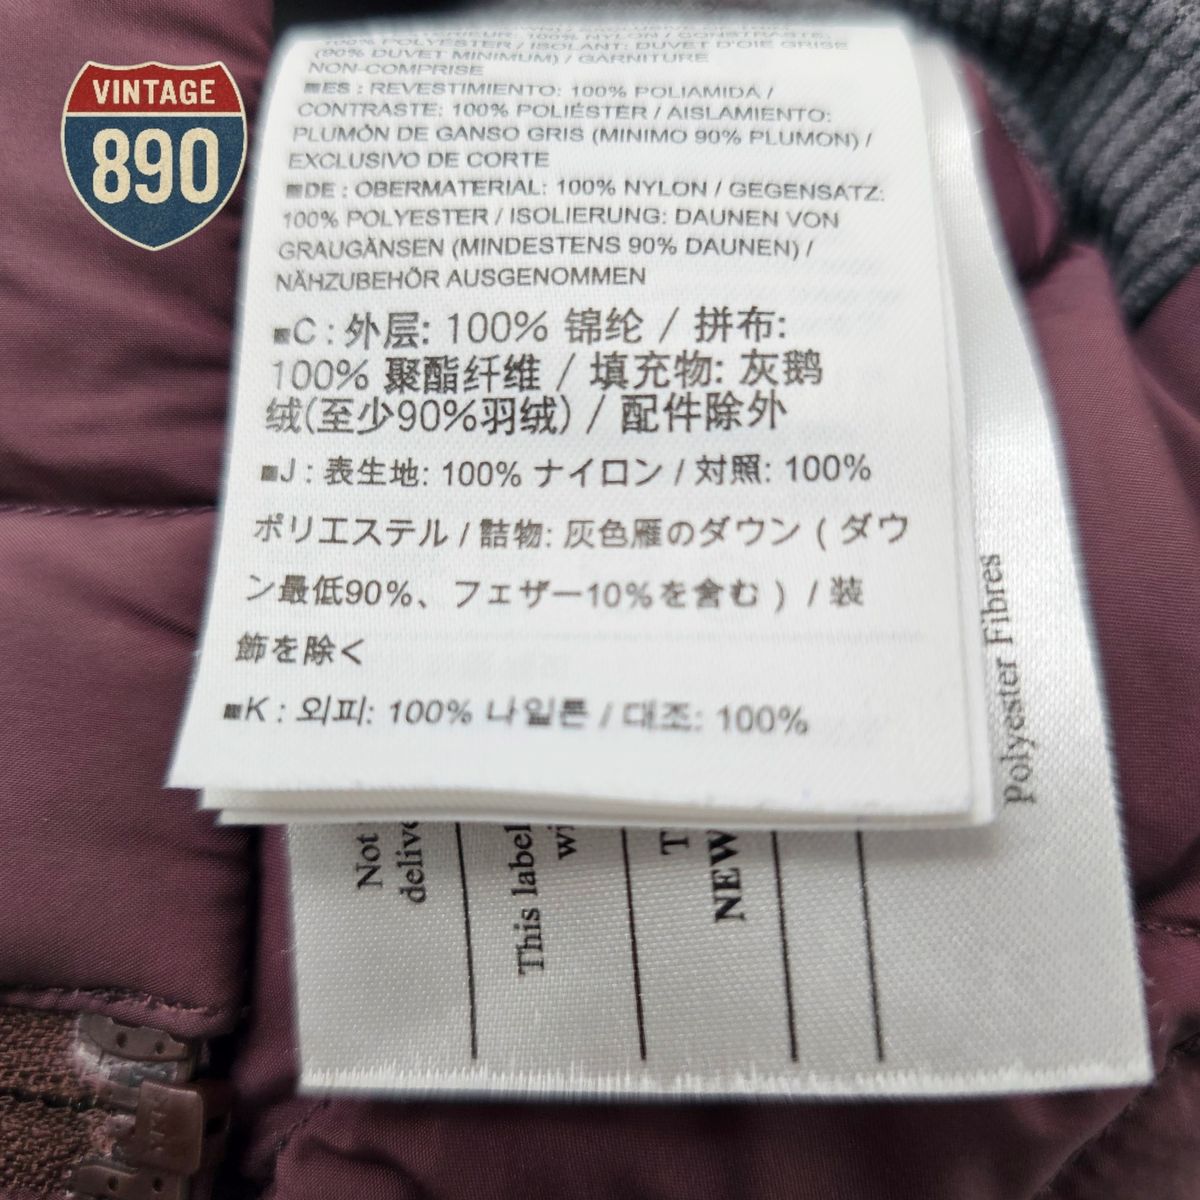 VINTAGE
890
100% POLYESTER / ISOLANT: DUVET D'OIE GRISE
(90% DUVET MINIMUM) / GARNITURE
NON-COMPRISE
■ES : REVESTIMIENTO: 100% POLIAMIDA /
CONTRASTE: 100% POLIÉSTER / AISLAMIENTO:
PLUMÓN DE GANSO GRIS (MINIMO 90% PLUMON) /
EXCLUSIVO DE CORTE
■DE : OBERMATERIAL: 100% NYLON / GEGENSATZ:
100% POLYESTER / ISOLIERUNG: DAUNEN VON
GRAUGÄNSEN (MINDESTENS 90% DAUNEN) /
NÄHZUBEHÖR AUSGENOMMEN
■C : 外层: 100% 锦纶 / 拼布:
100% 聚酯纤维 / 填充物: 灰鹅
绒(至少90%羽绒) / 配件除外
■J : 表生地: 100% ナイロン / 対照: 100%
ポリエステル / 詰物: 灰色雁のダウン ( ダウ
ン最低90%、フェザー10%を含む ) / 装
飾を除く
■K : 외피: 100% 나일론 / 대조: 100%
Polyester Fibres
Not
This label
NEW